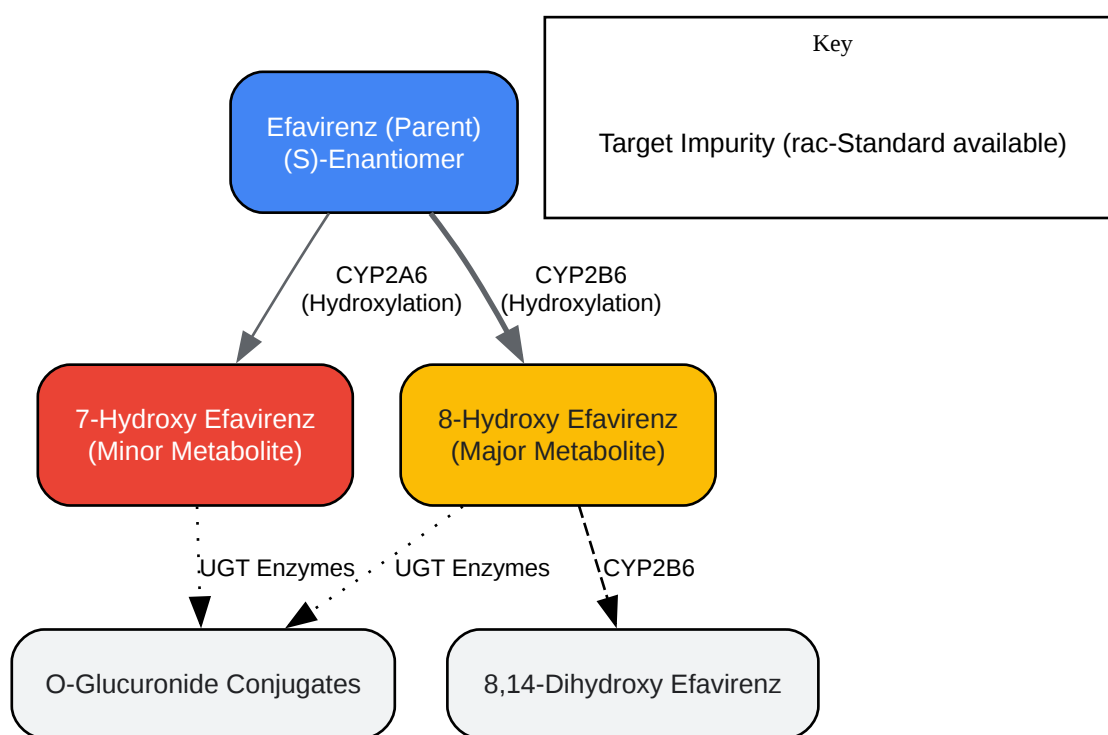 Key
Target Impurity (rac-Standard available)
Efavirenz (Parent)
(S)-Enantiomer
CYP2A6
(Hydroxylation)
CYP2B6
(Hydroxylation)
7-Hydroxy Efavirenz
(Minor Metabolite)
8-Hydroxy Efavirenz
(Major Metabolite)
UGT Enzymes
UGT Enzymes
CYP2B6
O-Glucuronide Conjugates
8,14-Dihydroxy Efavirenz